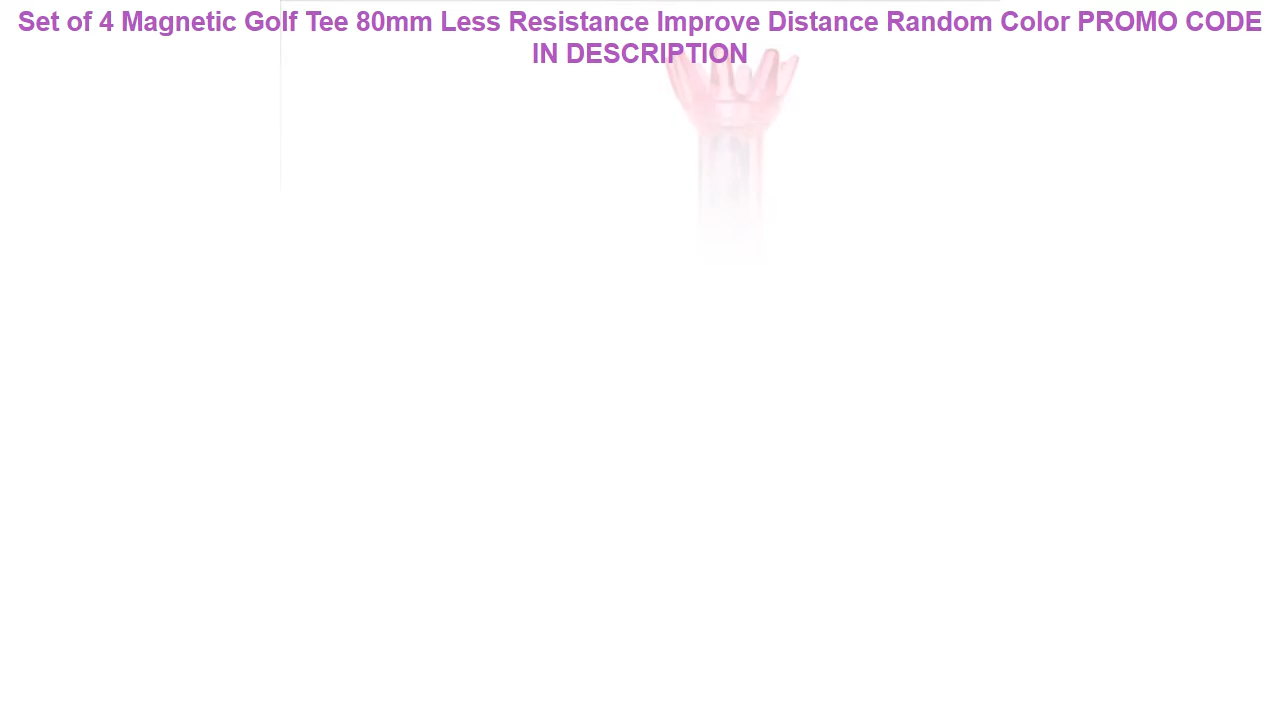 Set of 4 Magnetic Golf Tee 80mm Less Resistance Improve Distance Random Color PROMO CODE
IN DESCRIPTION